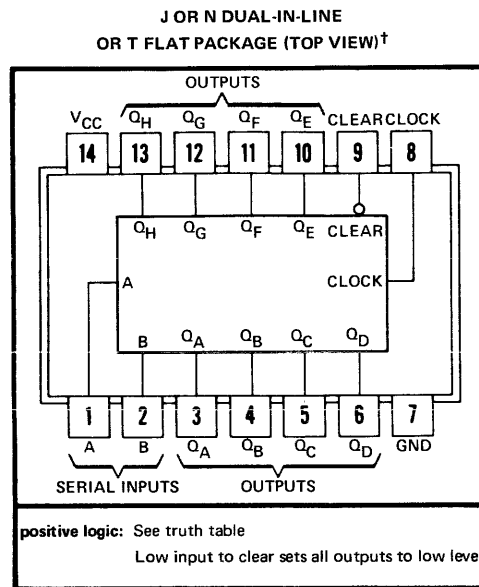 J OR N DUAL-IN-LINE
OR T FLAT PACKAGE (TOP VIEW)†
OUTPUTS
VCC QH QG QF QE CLEAR CLOCK
14 13 12 11 10 9 8
QH QG QF QE CLEAR
A CLOCK
B QA QB QC QD
1 2 3 4 5 6 7
A B QA QB QC QD GND
SERIAL INPUTS OUTPUTS
positive logic: See truth table
Low input to clear sets all outputs to low leve